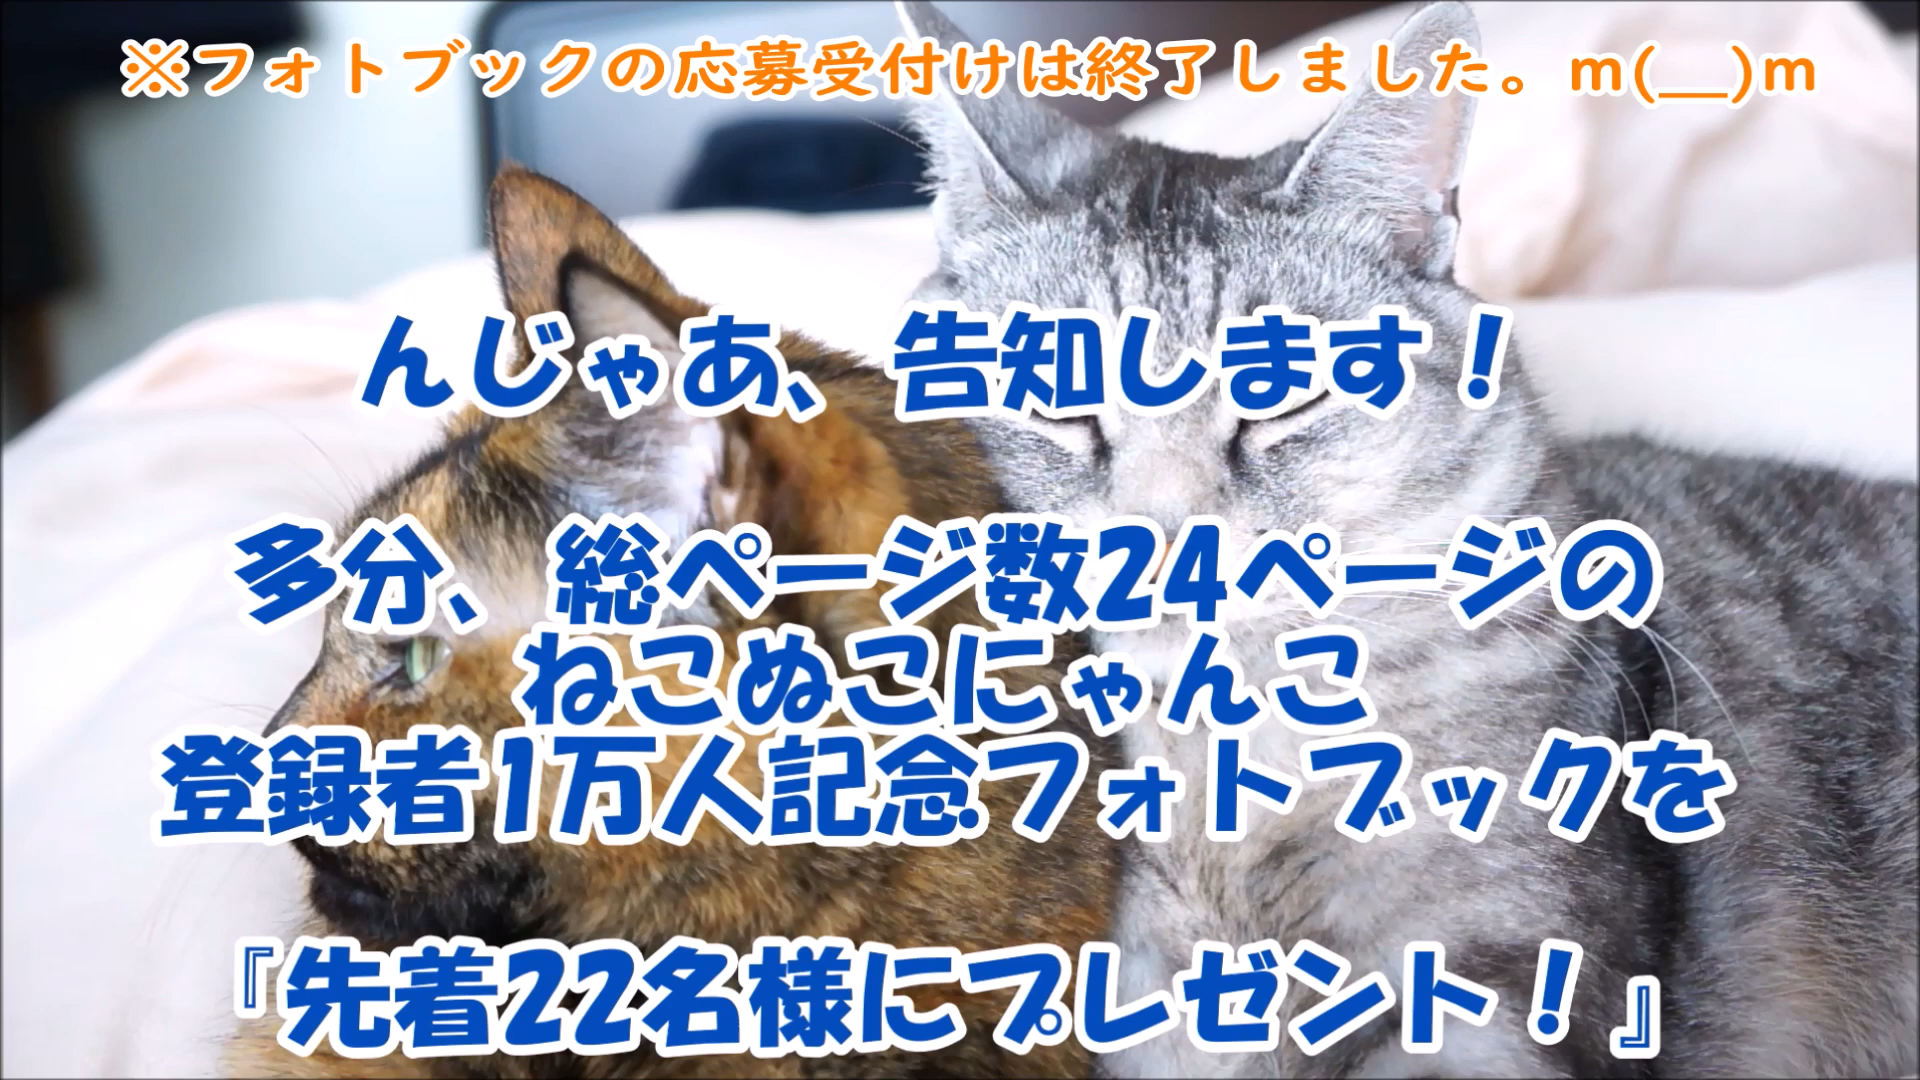 ※フォトブックの応募受付けは終了しました。m(__)m
んじゃあ、告知します！
多分、総ページ数24ページの
ねこぬこにゃんこ
登録者1万人記念フォトブックを
『先着22名様にプレゼント！』